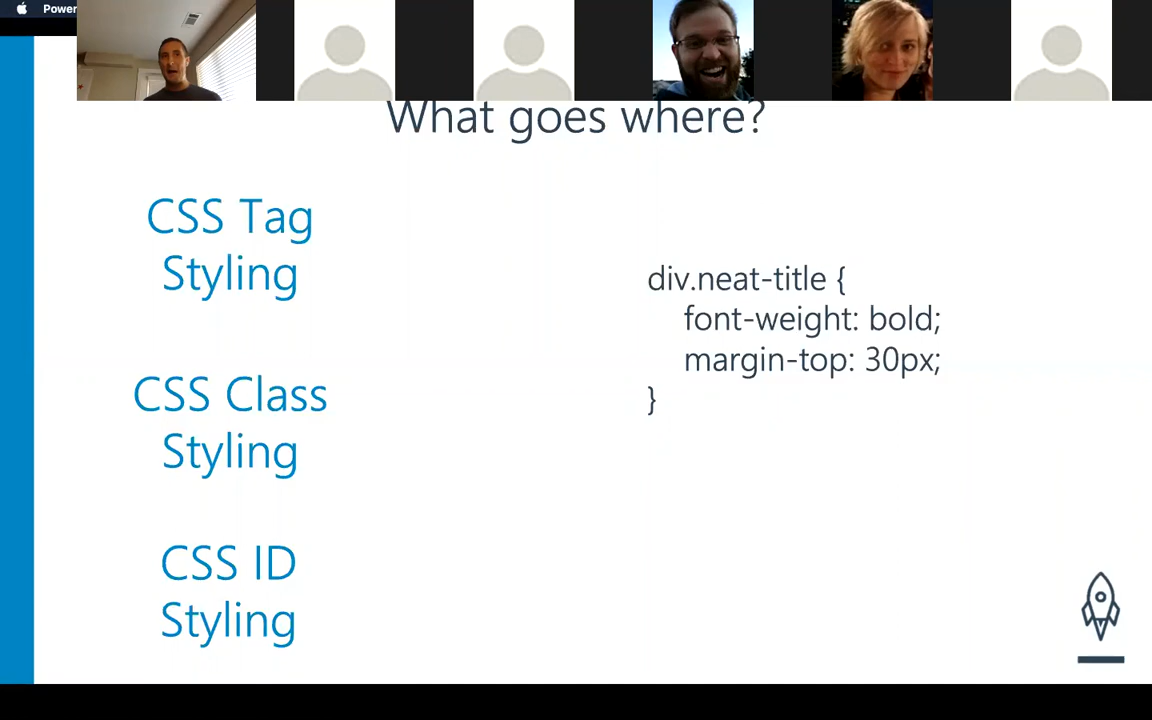 Power
What goes where?
CSS Tag
Styling
CSS Class
Styling
CSS ID
Styling
div.neat-title {
font-weight: bold;
margin-top: 30px;
}